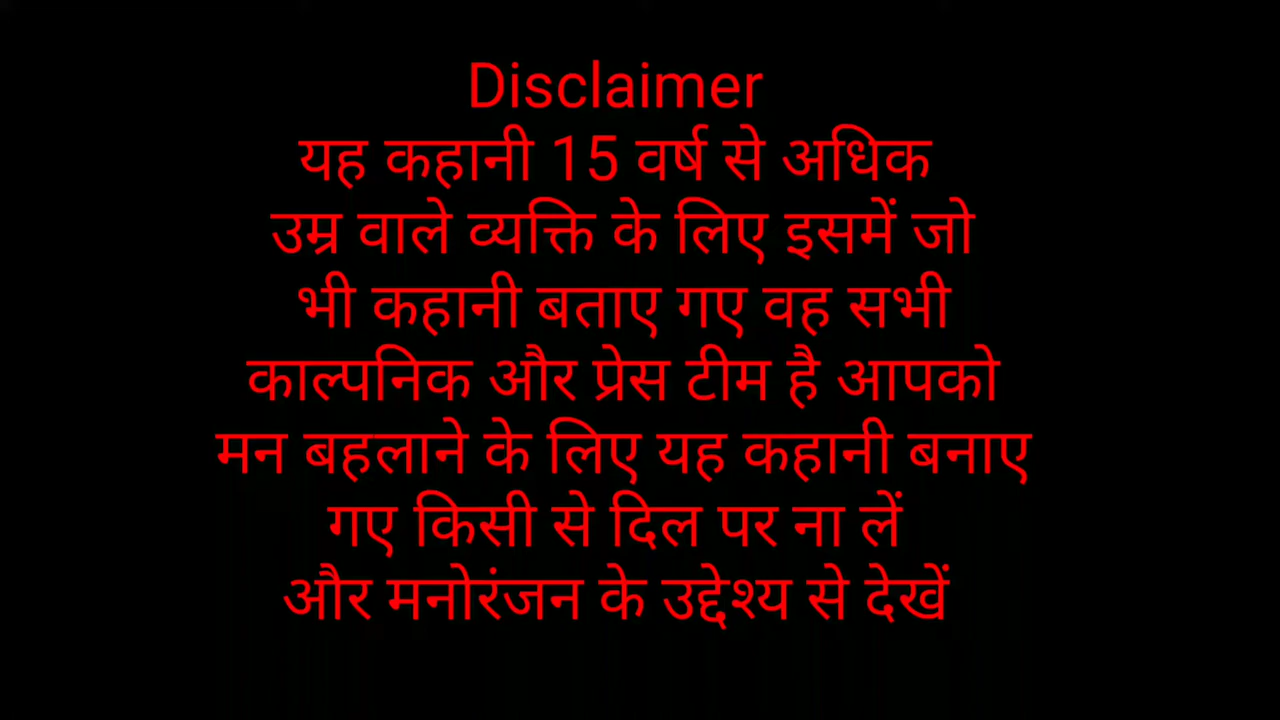 Disclaimer
यह कहानी 15 वर्ष से अधिक
उम्र वाले व्यक्ति के लिए इसमें जो
भी कहानी बताए गए वह सभी
काल्पनिक और प्रेस टीम है आपको
मन बहलाने के लिए यह कहानी बनाए
गए किसी से दिल पर ना लें
और मनोरंजन के उद्देश्य से देखें